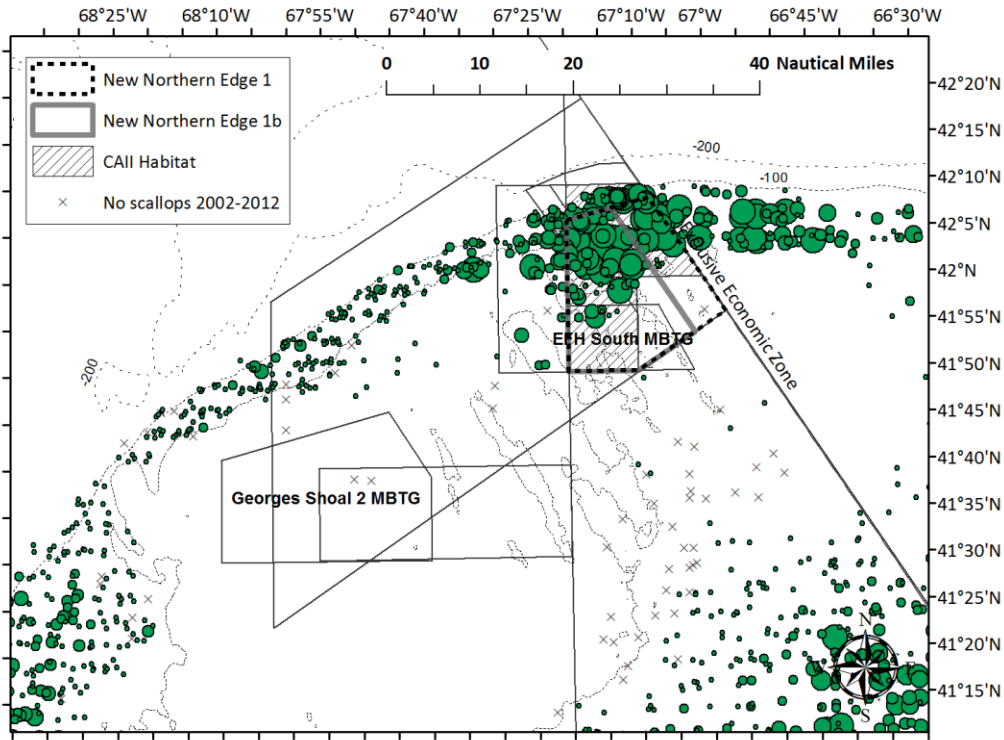 68°25'W 68°10'W 67°55'W 67°40'W 67°25'W 67°10'W 67°W 66°45'W 66°30'W
New Northern Edge 1
New Northern Edge 1b
CAII Habitat
No scallops 2002-2012
0 10 20 40 Nautical Miles
42°20'N
42°15'N
42°10'N
42°5'N
42°N
41°55'N
41°50'N
41°45'N
41°40'N
41°35'N
41°30'N
41°25'N
41°20'N
41°15'N
-200
-100
-200
Exclusive Economic Zone
EFH South MBTG
Georges Shoal 2 MBTG
N
S